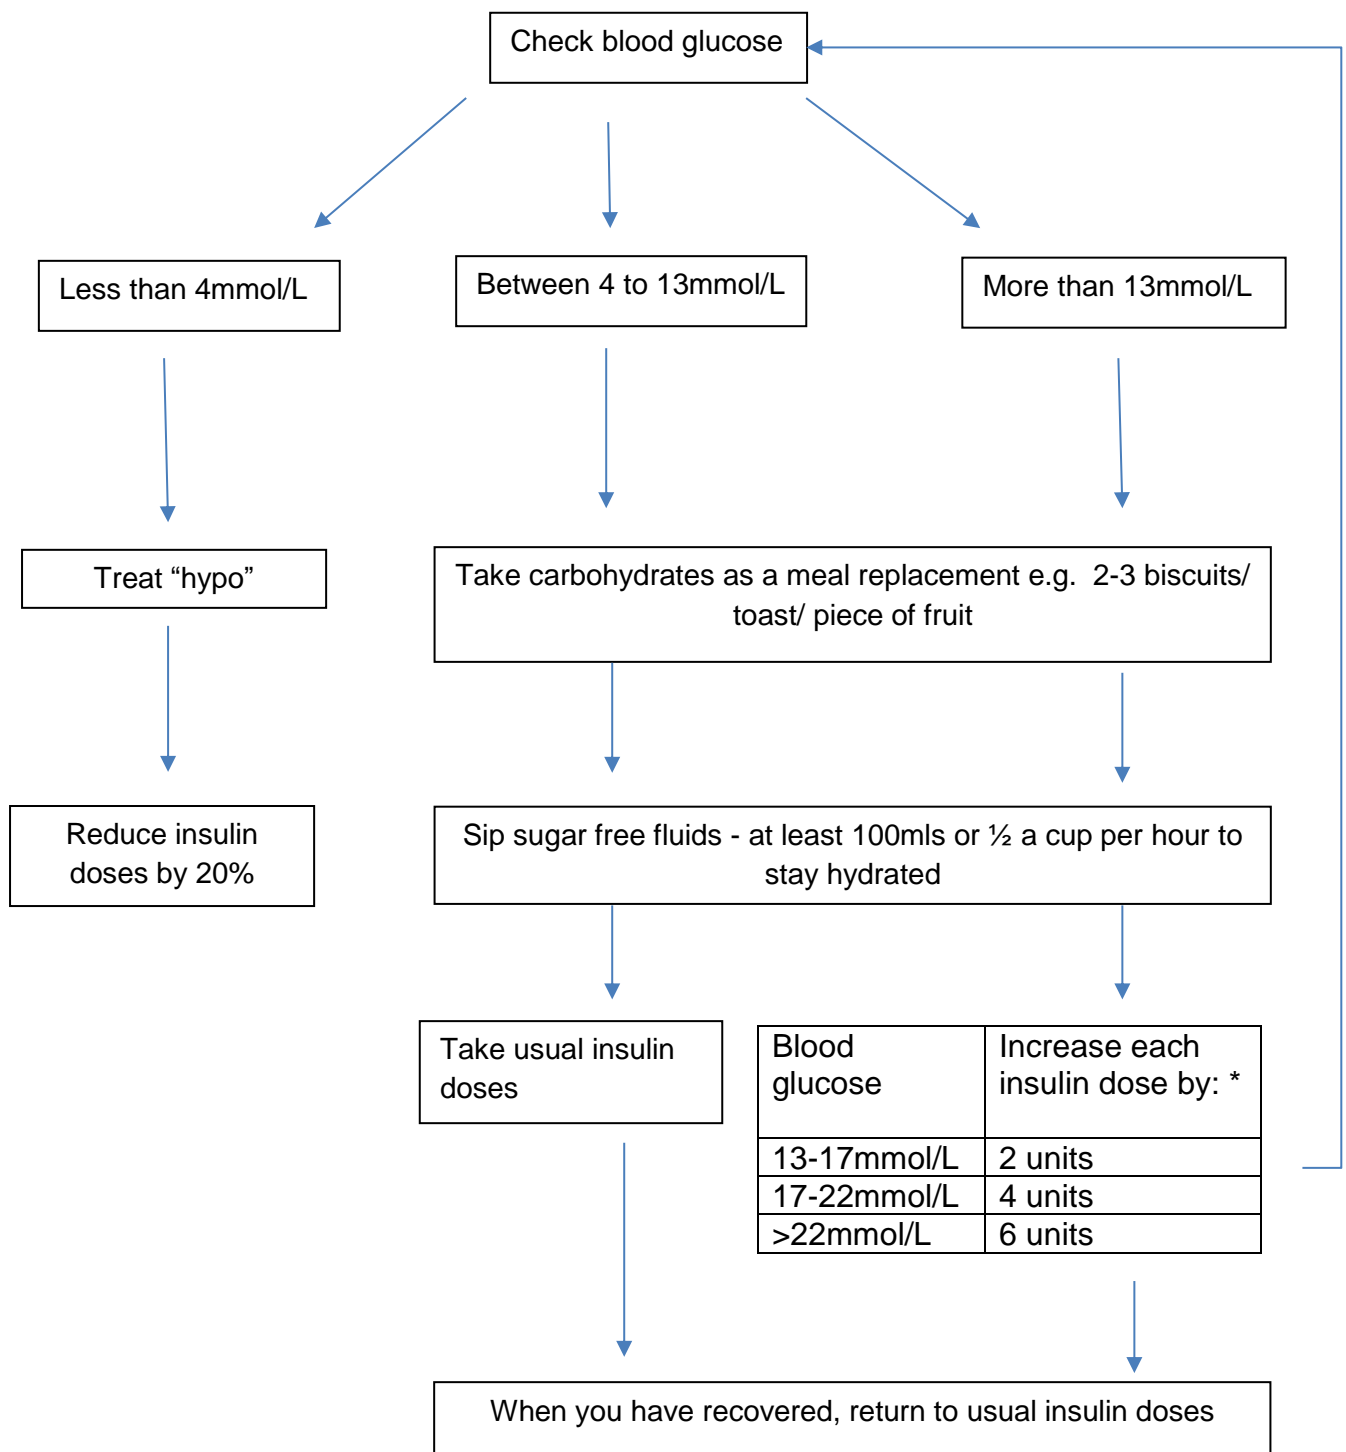 Check blood glucose
Less than 4mmol/L
Between 4 to 13mmol/L
More than 13mmol/L
Treat “hypo”
Take carbohydrates as a meal replacement e.g.  2-3 biscuits/
toast/ piece of fruit
Reduce insulin
doses by 20%
Sip sugar free fluids - at least 100mls or ½ a cup per hour to
stay hydrated
Take usual insulin
doses
Blood
glucose
Increase each
insulin dose by: *
13-17mmol/L
2 units
17-22mmol/L
4 units
>22mmol/L
6 units
When you have recovered, return to usual insulin doses